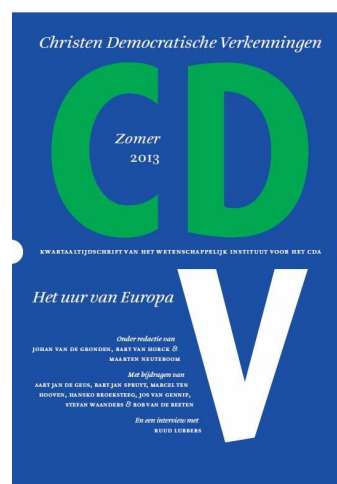 Christen Democratische Verkenningen
CD
Zomer
2013
KWARTAALTIJDSCHRIFT VAN HET WETENSCHAPPELIJK INSTITUUT VOOR HET CDA
V
Het uur van Europa
Onder redactie van
JOHAN VAN DE GRONDEN, BART VAN HORCK &
MAARTEN NEUTEBOOM
Met bijdragen van
AART JAN DE GEUS, BART JAN SPRUYT, MARCEL TEN
HOOVEN, HANSKO BROEKSTEEG, JOS VAN GENNIP,
STEFAN WAANDERS & ROB VAN DE BEETEN
En een interview met
RUUD LUBBERS